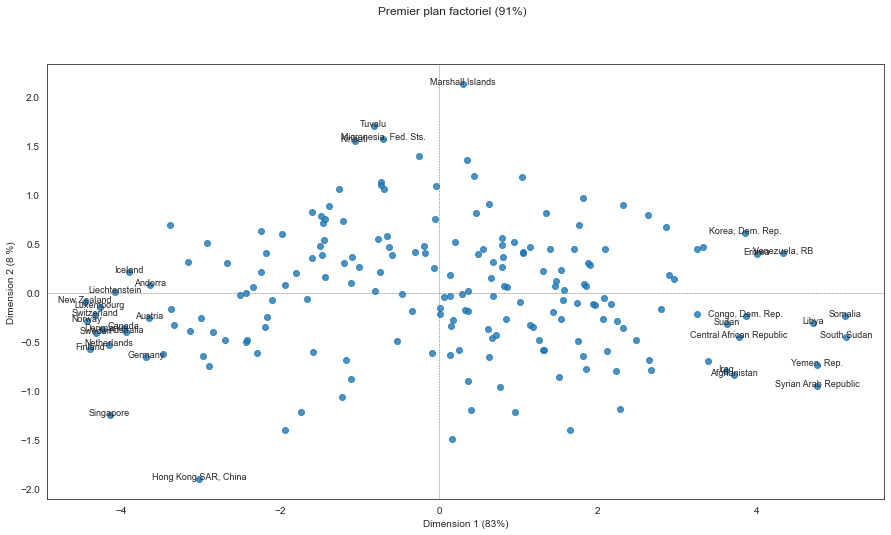 Premier plan factoriel (91%)
Marshall Islands
Tuvalu
Micronesia, Fed. Sts.
Kiribati
Korea, Dem. Rep.
Eritrea
Venezuela, RB
Iceland
Andorra
Liechtenstein
New Zealand
Luxembourg
Switzerland
Norway
Austria
Canada
Denmark
Australia
Sweden
Netherlands
Finland
Germany
Singapore
Hong Kong SAR, China
Congo, Dem. Rep.
Somalia
Sudan
Libya
Central African Republic
South Sudan
Iraq
Afghanistan
Yemen, Rep.
Syrian Arab Republic
2.0
1.5
1.0
0.5
0.0
−0.5
−1.0
−1.5
−2.0
Dimension 2 (8 %)
−4
−2
0
2
4
Dimension 1 (83%)